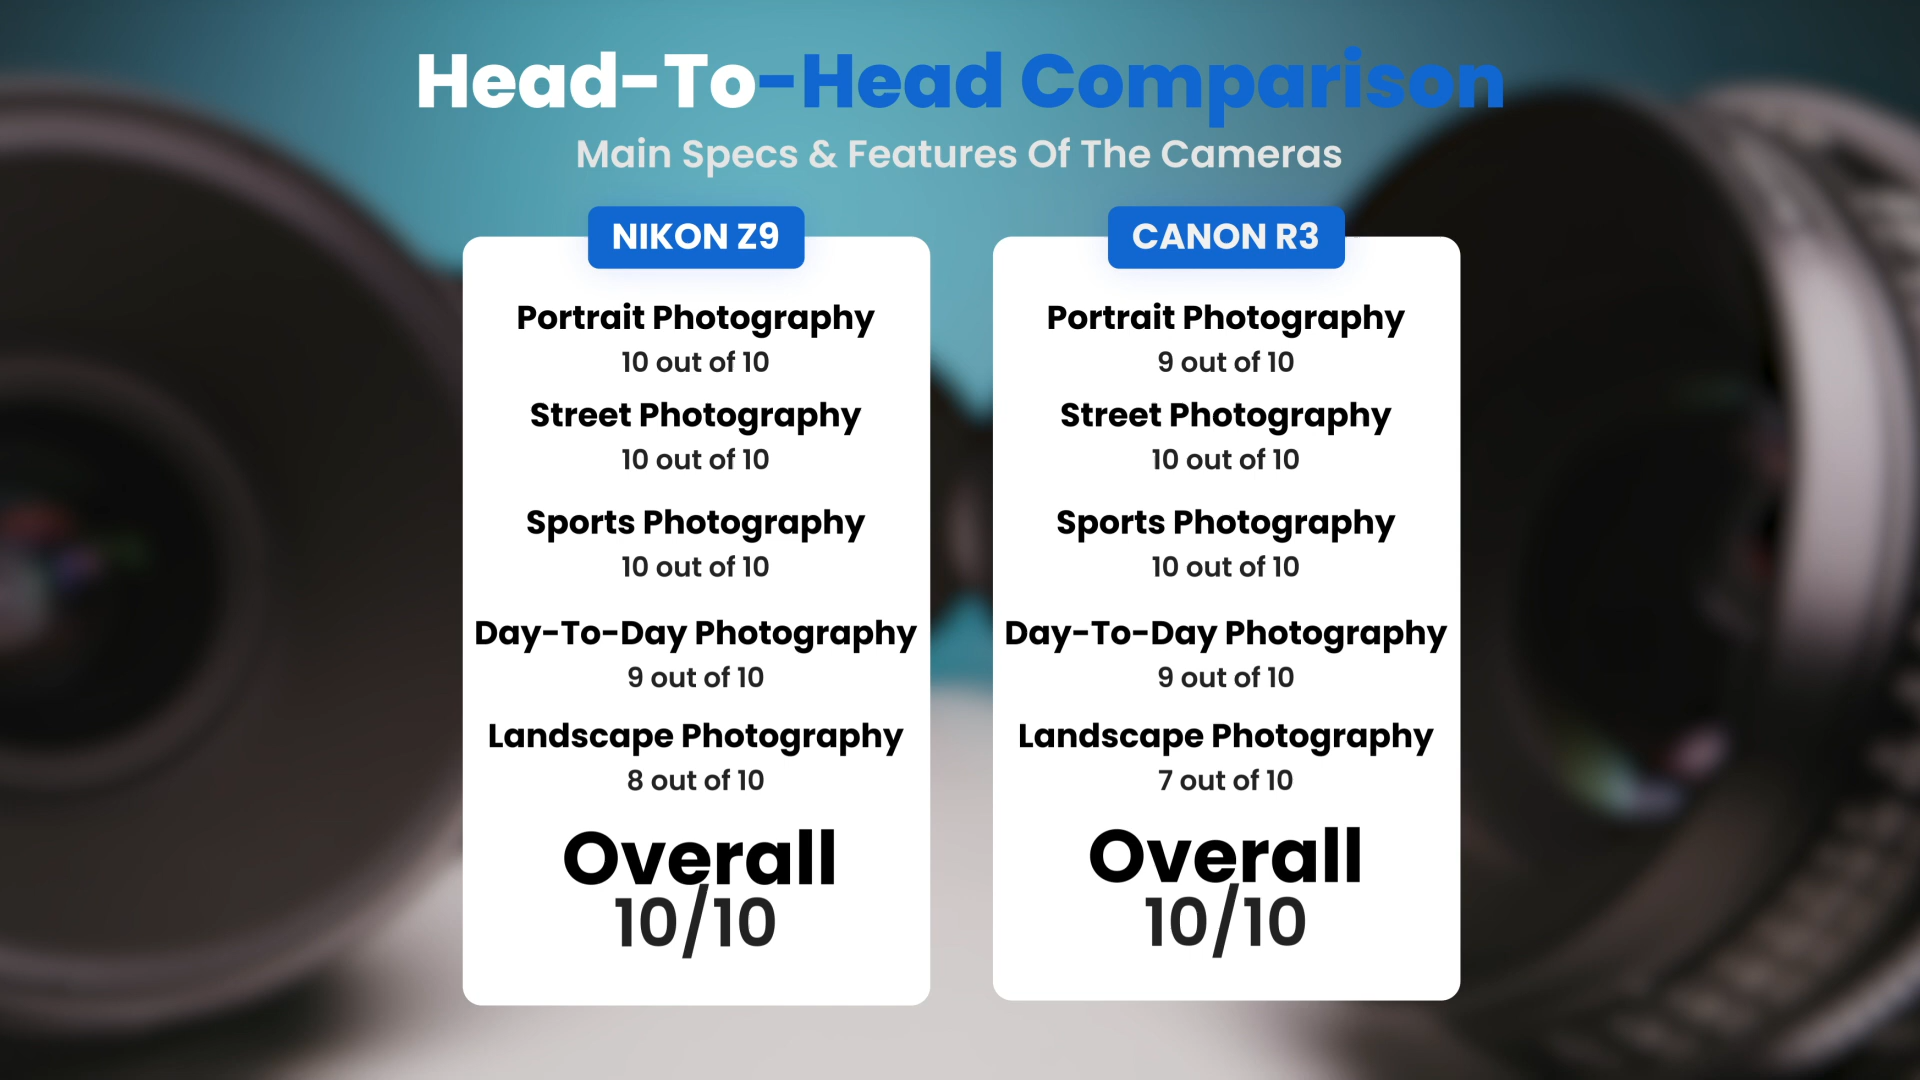 Head-To-Head Comparison
Main Specs & Features Of The Cameras
NIKON Z9
Portrait Photography
10 out of 10
Street Photography
10 out of 10
Sports Photography
10 out of 10
Day-To-Day Photography
9 out of 10
Landscape Photography
8 out of 10
Overall
10/10
CANON R3
Portrait Photography
9 out of 10
Street Photography
10 out of 10
Sports Photography
10 out of 10
Day-To-Day Photography
9 out of 10
Landscape Photography
7 out of 10
Overall
10/10